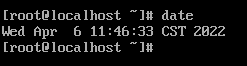 [root@localhost ~]# date
Wed Apr  6 11:46:33 CST 2022
[root@localhost ~]#